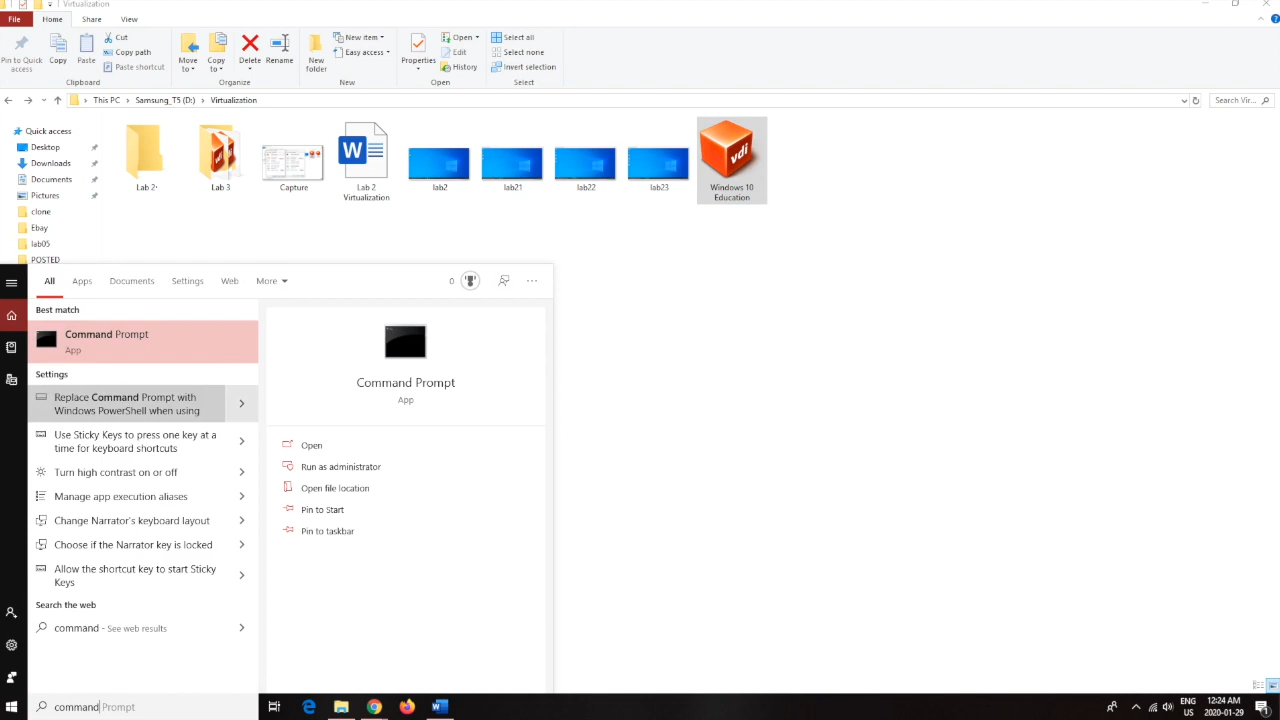 Virtualization
File Home Share View
Pin to Quick access
Copy
Paste
Cut
Copy path
Paste shortcut
Move to
Copy to
Delete
Rename
New folder
New item
Easy access
Properties
Open
Edit
History
Select all
Select none
Invert selection
Clipboard Organize New Open Select
This PC Samsung_T5 (D:) Virtualization
Search Vir...
Quick access
Desktop
Downloads
Documents
Pictures
clone
Ebay
lab05
POSTED
Lab 2
Lab 3
Capture
W
Lab 2
Virtualization
lab2
lab21
lab22
lab23
vdi
Windows 10
Education
All Apps Documents Settings Web More
0
Best match
Command Prompt
App
Settings
Replace Command Prompt with
Windows PowerShell when using
Use Sticky Keys to press one key at a
time for keyboard shortcuts
Turn high contrast on or off
Manage app execution aliases
Change Narrator's keyboard layout
Choose if the Narrator key is locked
Allow the shortcut key to start Sticky
Keys
Search the web
command - See web results
Command Prompt
App
Open
Run as administrator
Open file location
Pin to Start
Pin to taskbar
command Prompt
ENG
US
12:24 AM
2020-01-29
1